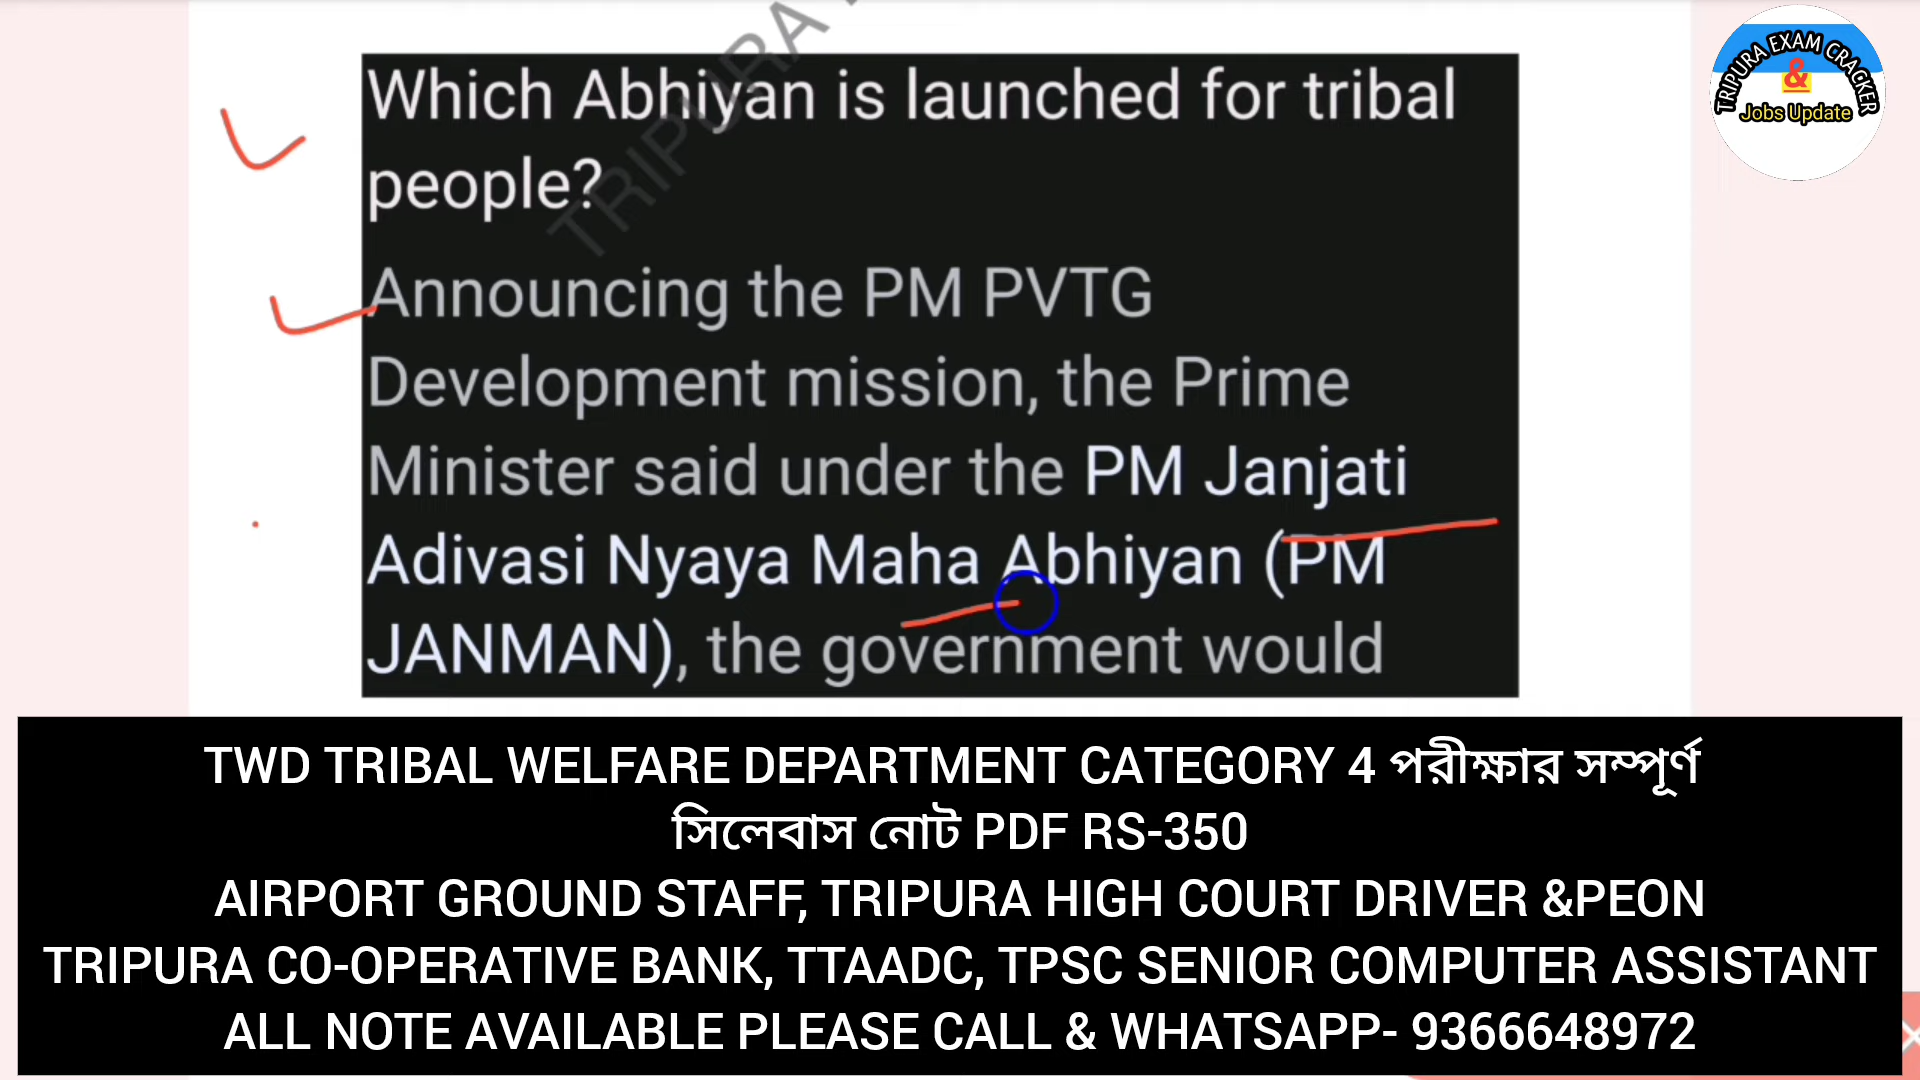 TRIPURA EXAM CRACKER
&
Jobs Update
TRIPURA
Which Abhiyan is launched for tribal
people?
Announcing the PM PVTG
Development mission, the Prime
Minister said under the PM Janjati
Adivasi Nyaya Maha Abhiyan (PM
JANMAN), the government would
TWD TRIBAL WELFARE DEPARTMENT CATEGORY 4 পরীক্ষার সম্পূর্ণ
সিলেবাস নোট PDF RS-350
AIRPORT GROUND STAFF, TRIPURA HIGH COURT DRIVER &PEON
TRIPURA CO-OPERATIVE BANK, TTAADC, TPSC SENIOR COMPUTER ASSISTANT
ALL NOTE AVAILABLE PLEASE CALL & WHATSAPP- 9366648972